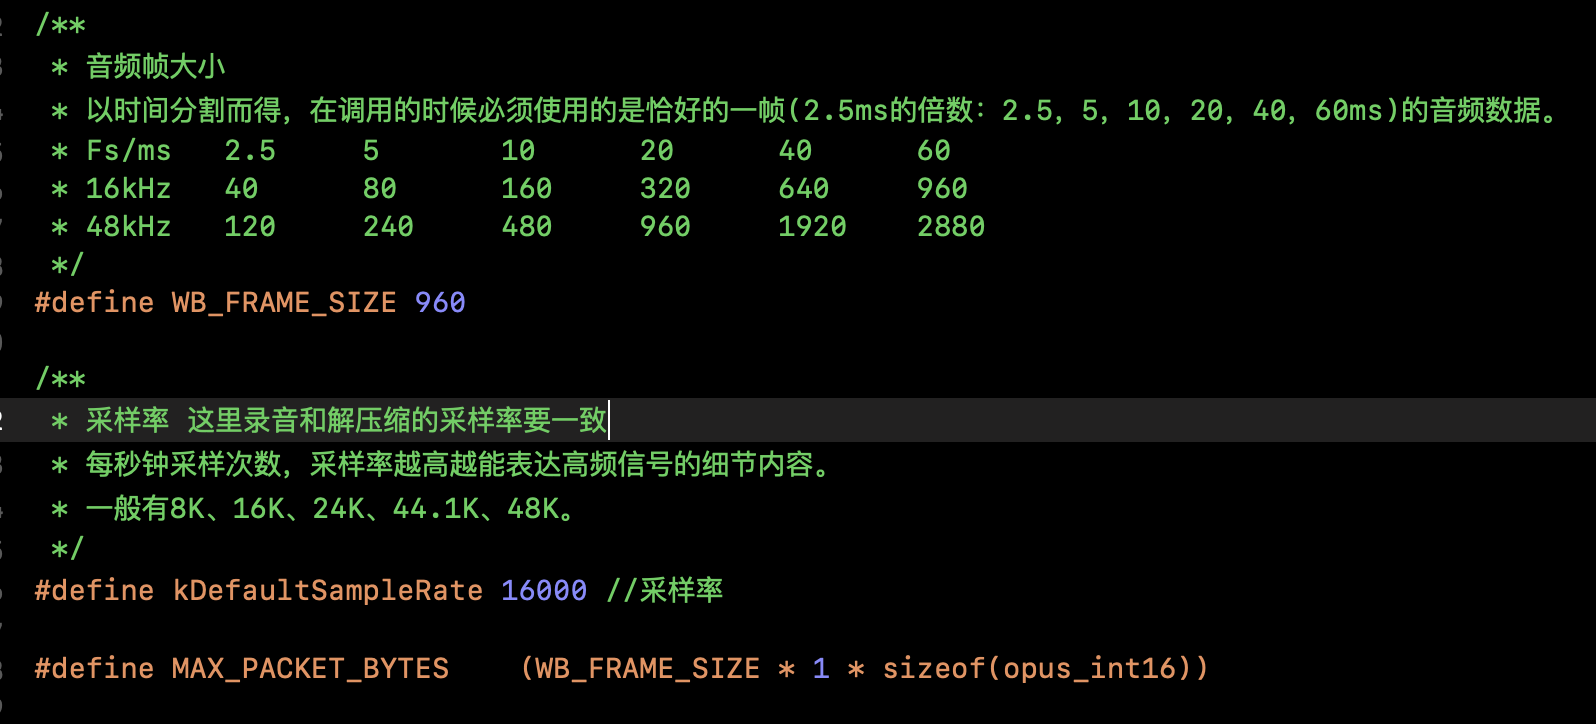 /**
* 音频帧大小
* 以时间分割而得，在调用的时候必须使用的是恰好的一帧(2.5ms的倍数：2.5，5，10，20，40，60ms)的音频数据。
* Fs/ms 2.5 5 10 20 40 60
* 16kHz 40 80 160 320 640 960
* 48kHz 120 240 480 960 1920 2880
*/
#define WB_FRAME_SIZE 960
/**
* 采样率 这里录音和解压缩的采样率要一致
* 每秒钟采样次数，采样率越高越能表达高频信号的细节内容。
* 一般有8K、16K、24K、44.1K、48K。
*/
#define kDefaultSampleRate 16000 //采样率
#define MAX_PACKET_BYTES (WB_FRAME_SIZE * 1 * sizeof(opus_int16))